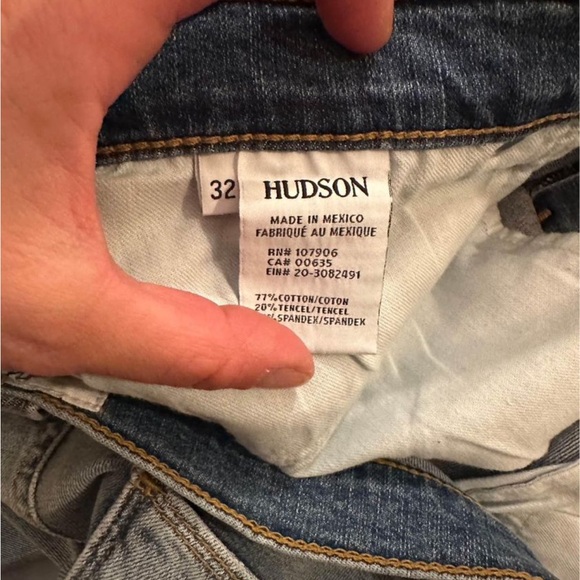 32
HUDSON
MADE IN MEXICO
FABRIQUÉ AU MEXIQUE
RN# 107906
CA# 00635
EIN# 20-3082491
77% COTTON/COTON
20% TENCEL/TENCEL
SPANDEX/SPANDEX